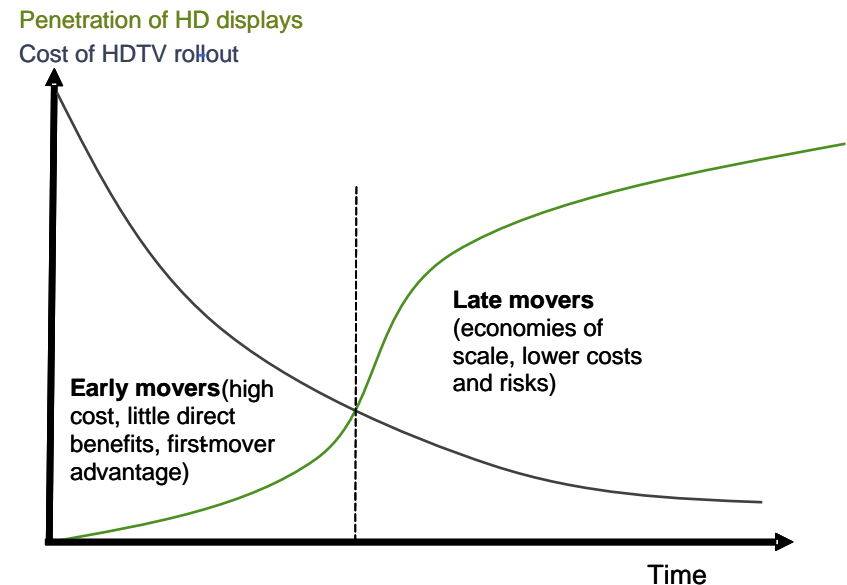 Penetration of HD displays
Cost of HDTV rollout
Early movers(high
cost, little direct
benefits, first-mover
advantage)
Late movers
(economies of
scale, lower costs
and risks)
Time